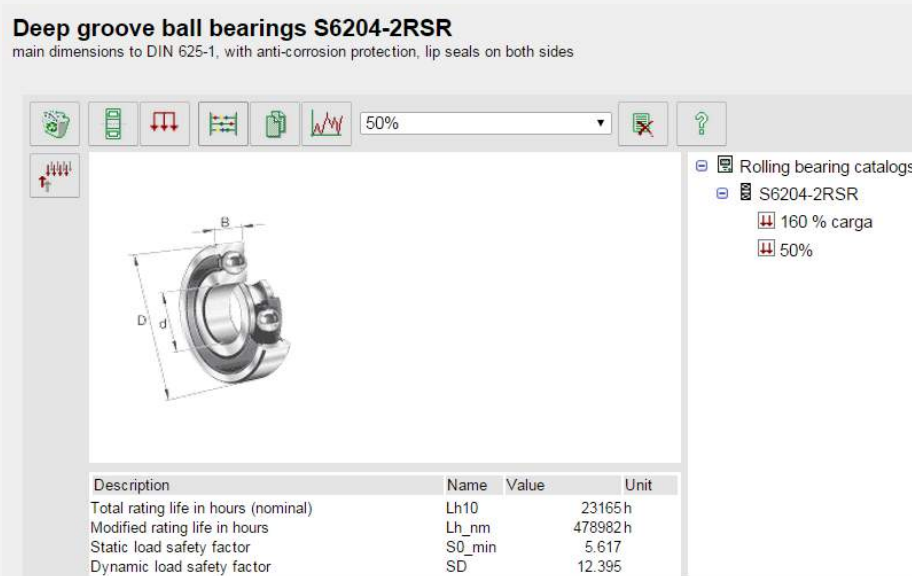 Deep groove ball bearings S6204-2RSR
main dimensions to DIN 625-1, with anti-corrosion protection, lip seals on both sides
50%
Rolling bearing catalogs
S6204-2RSR
160 % carga
50%
B
D
d
Description Name Value Unit
Total rating life in hours (nominal) Lh10 23165 h
Modified rating life in hours Lh_nm 478982 h
Static load safety factor S0_min 5.617
Dynamic load safety factor SD 12.395